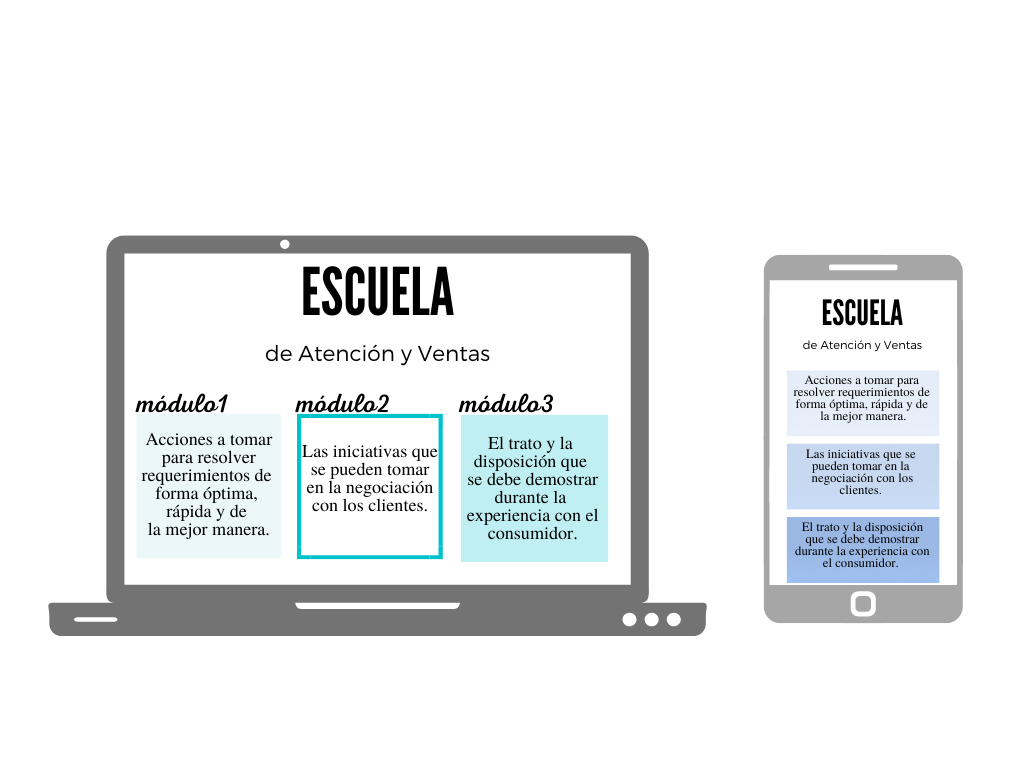 ESCUELA
de Atención y Ventas
módulo1
Acciones a tomar
para resolver
requerimientos de
forma óptima,
rápida y de
la mejor manera.
módulo2
Las iniciativas que
se pueden tomar
en la negociación
con los clientes.
módulo3
El trato y la
disposición que
se debe demostrar
durante la
experiencia con el
consumidor.
ESCUELA
de Atención y Ventas
Acciones a tomar para
resolver requerimientos de
forma óptima, rápida y de
la mejor manera.
Las iniciativas que se
pueden tomar en la
negociación con los
clientes.
El trato y la disposición
que se debe demostrar
durante la experiencia con
el consumidor.